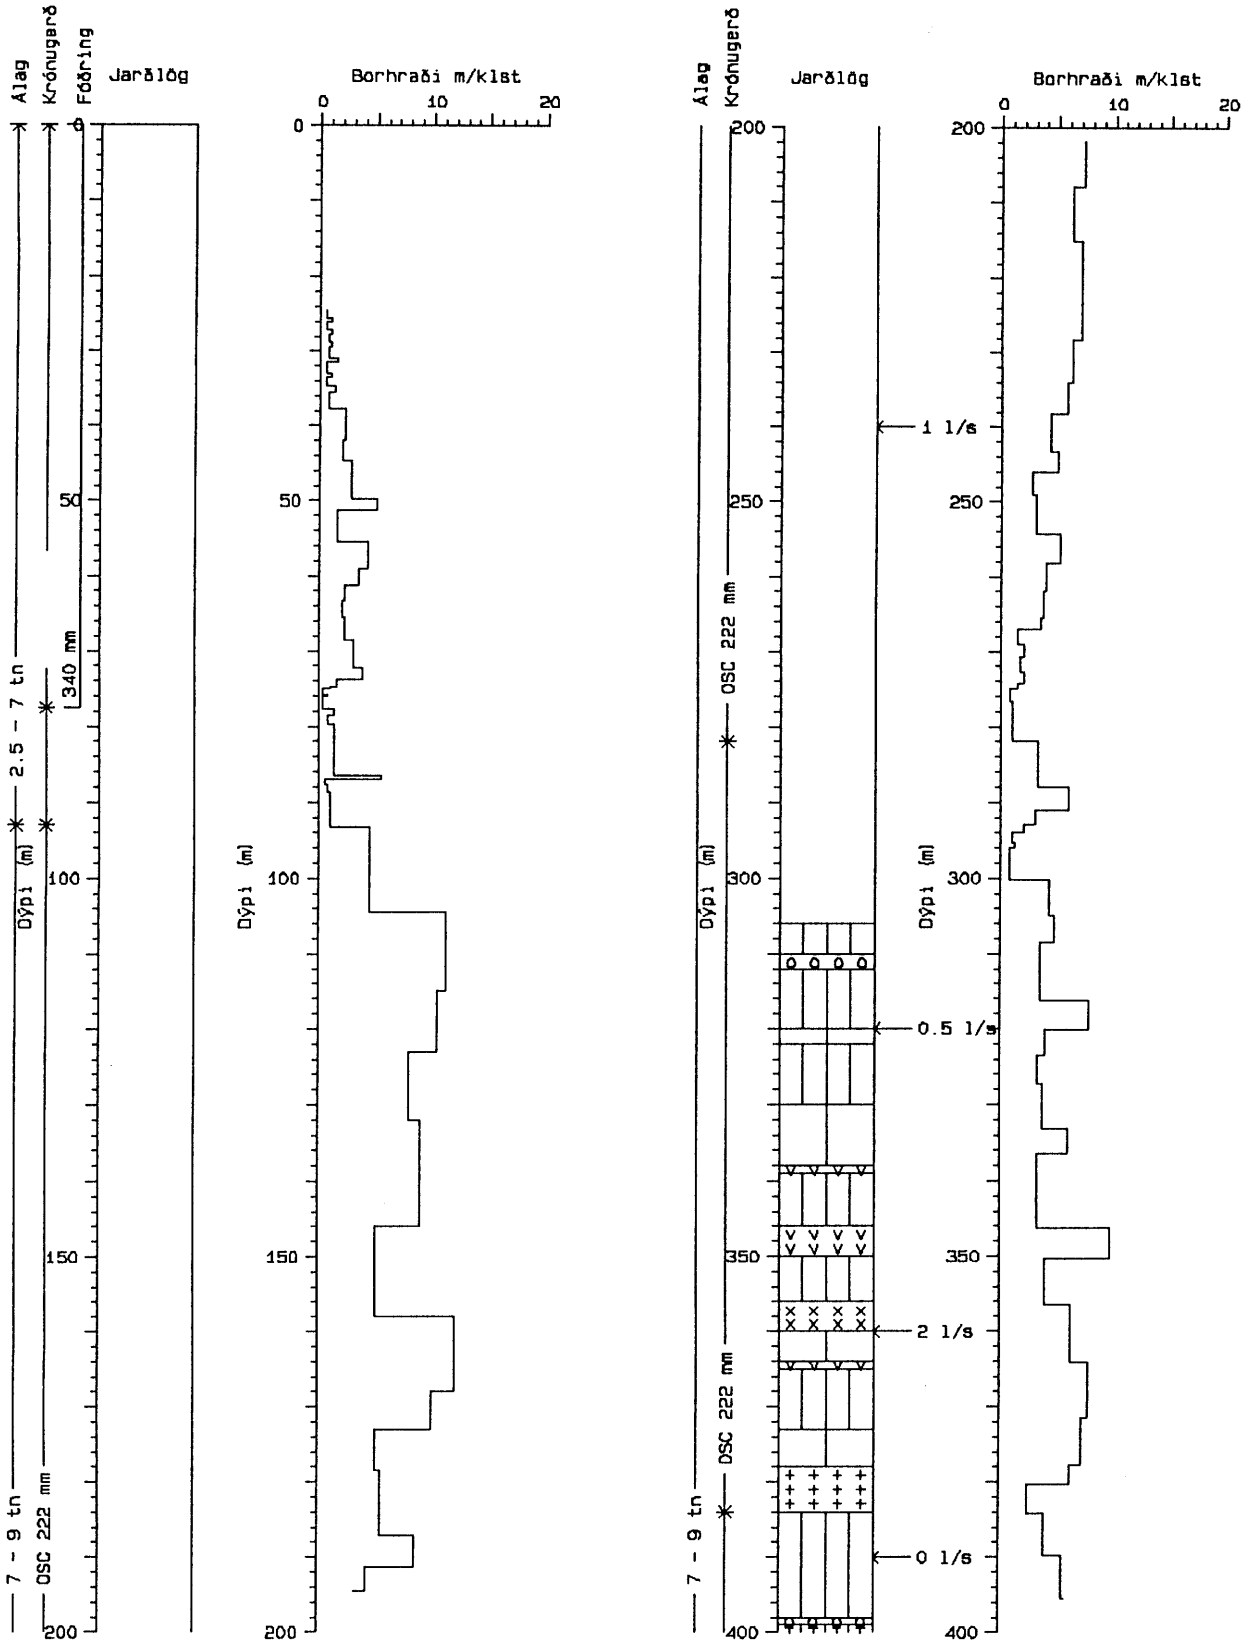 Álag
Krónugerð
Fóðring
Jarðlög
Borhraði m/klst
0 10 20
0
50
100
150
200
0
50
100
150
200
2.5 - 7 tn
340 mm
Dýpi (m)
Dýpi (m)
7 - 9 tn
OSC 222 mm
Álag
Krónugerð
Jarðlög
Borhraði m/klst
0 10 20
200
250
300
350
400
200
250
300
350
400
1 l/s
OSC 222 mm
Dýpi (m)
Dýpi (m)
0.5 l/s
2 l/s
OSC 222 mm
7 - 9 tn
0 l/s